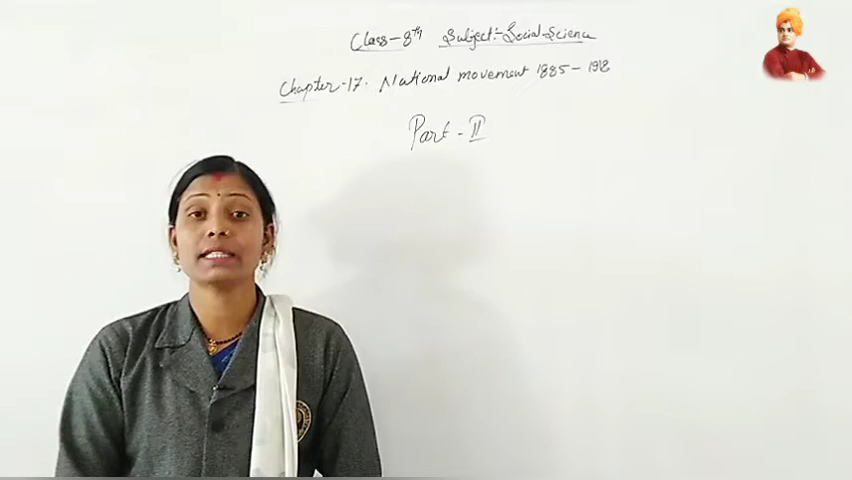 Class-8th Subject:-Social-Science
Chapter-17. National movement 1885-1918
Part-II